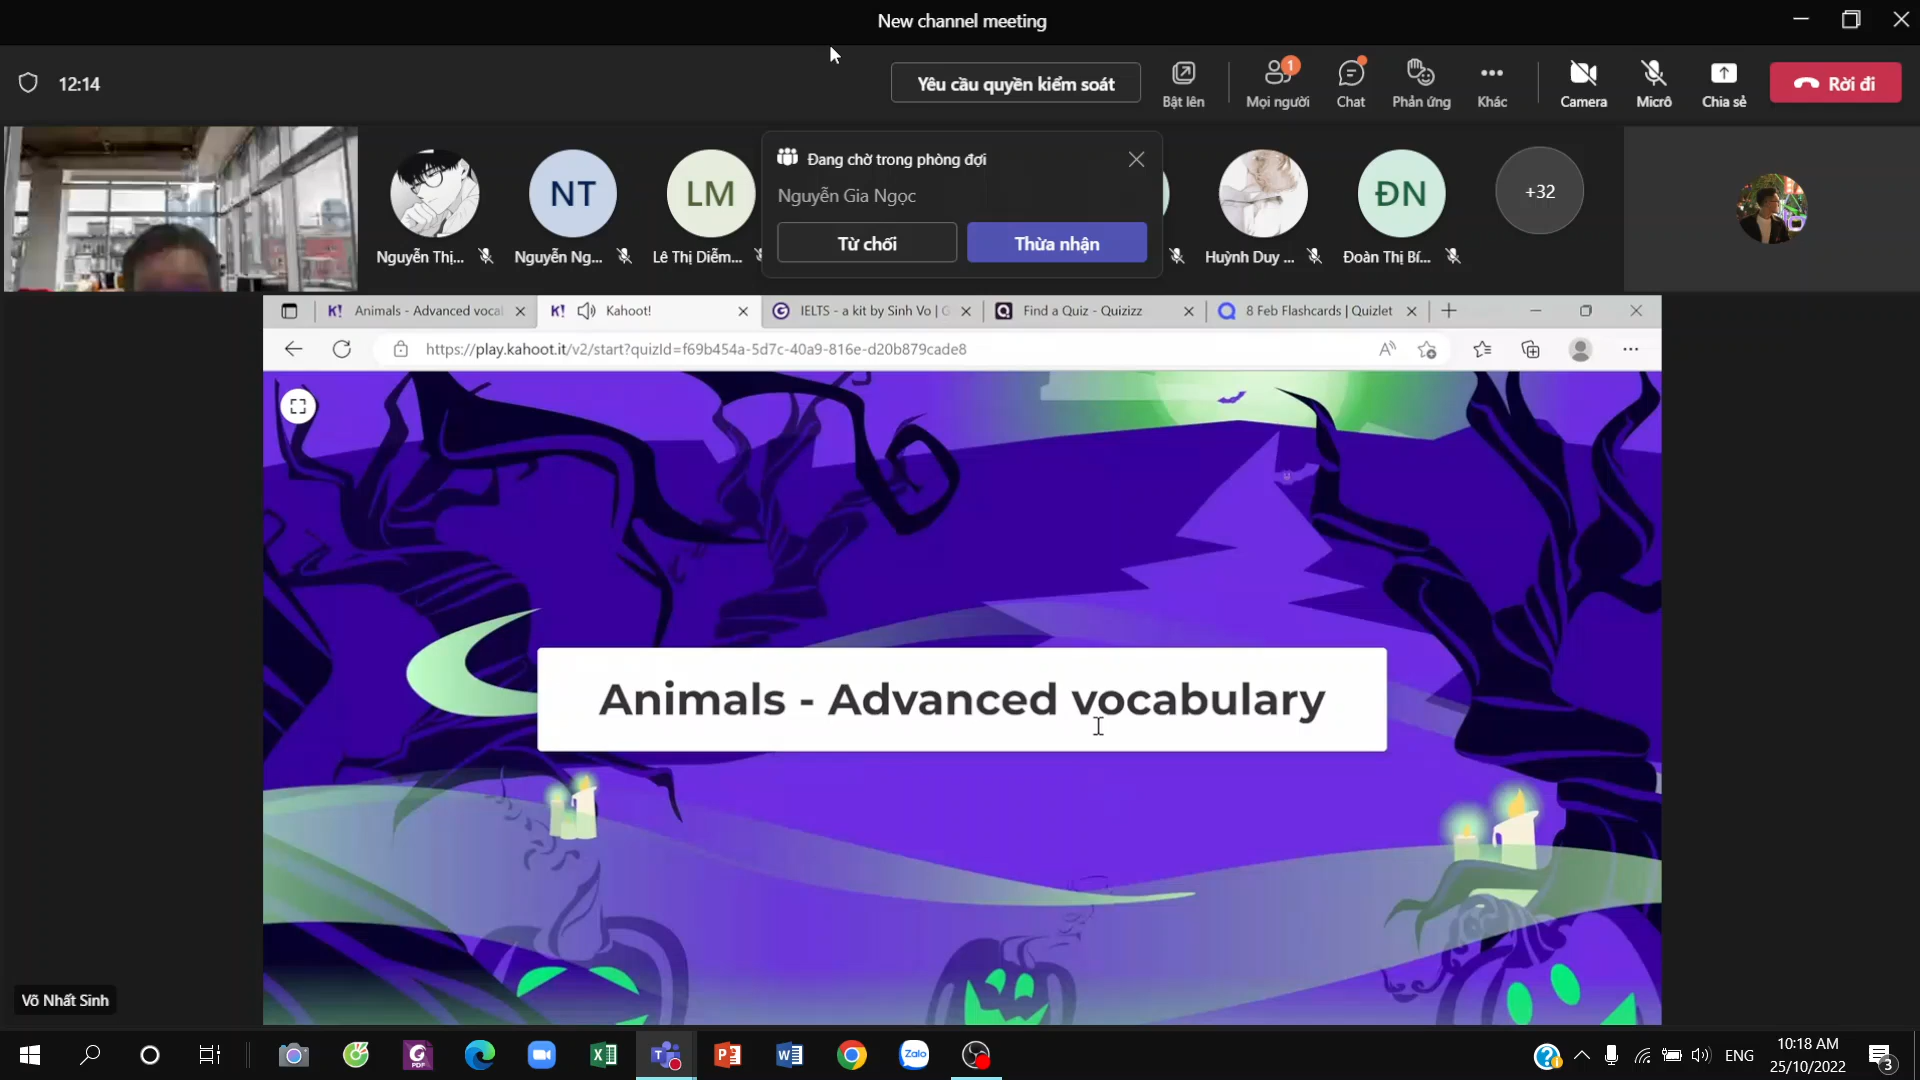 New channel meeting
12:14
Yêu cầu quyền kiểm soát
Bật lên
1
Mọi người
Chat
Phản ứng
Khác
Camera
Micrô
Chia sẻ
Rời đi
Nguyễn Thị...
NT
Nguyễn Ng...
LM
Lê Thị Diễm...
Đang chờ trong phòng đợi
Nguyễn Gia Ngọc
Từ chối
Thừa nhận
Huỳnh Duy ...
ĐN
Đoàn Thị Bí...
+32
K! Animals - Advanced vocal
K! Kahoot!
IELTS - a kit by Sinh Vo | G
Find a Quiz - Quizizz
8 Feb Flashcards | Quizlet
https://play.kahoot.it/v2/start?quizId=f69b454a-5d7c-40a9-816e-d20b879cade8
Animals - Advanced vocabulary
Võ Nhất Sinh
PDF
Zalo
ENG
10:18 AM
25/10/2022
3